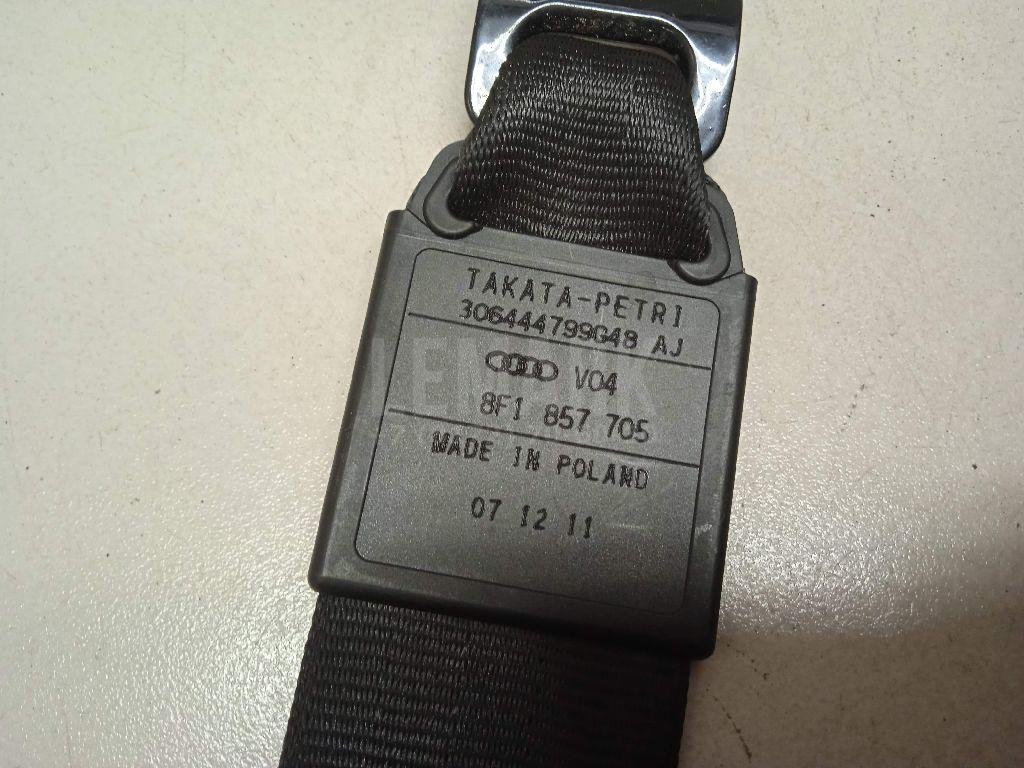 TAKATA-PETRI
306444799G48 AJ
V04
8F1 857 705
MADE IN POLAND
07 12 11